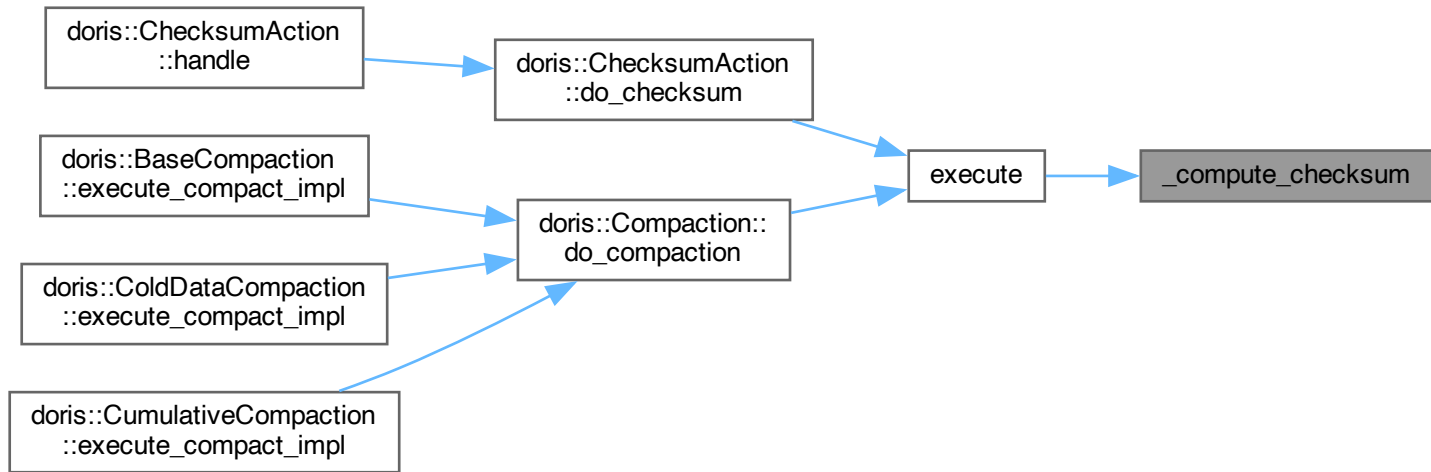 doris::ChecksumAction
::handle
doris::ChecksumAction
::do_checksum
doris::BaseCompaction
::execute_compact_impl
execute
_compute_checksum
doris::Compaction::
do_compaction
doris::ColdDataCompaction
::execute_compact_impl
doris::CumulativeCompaction
::execute_compact_impl